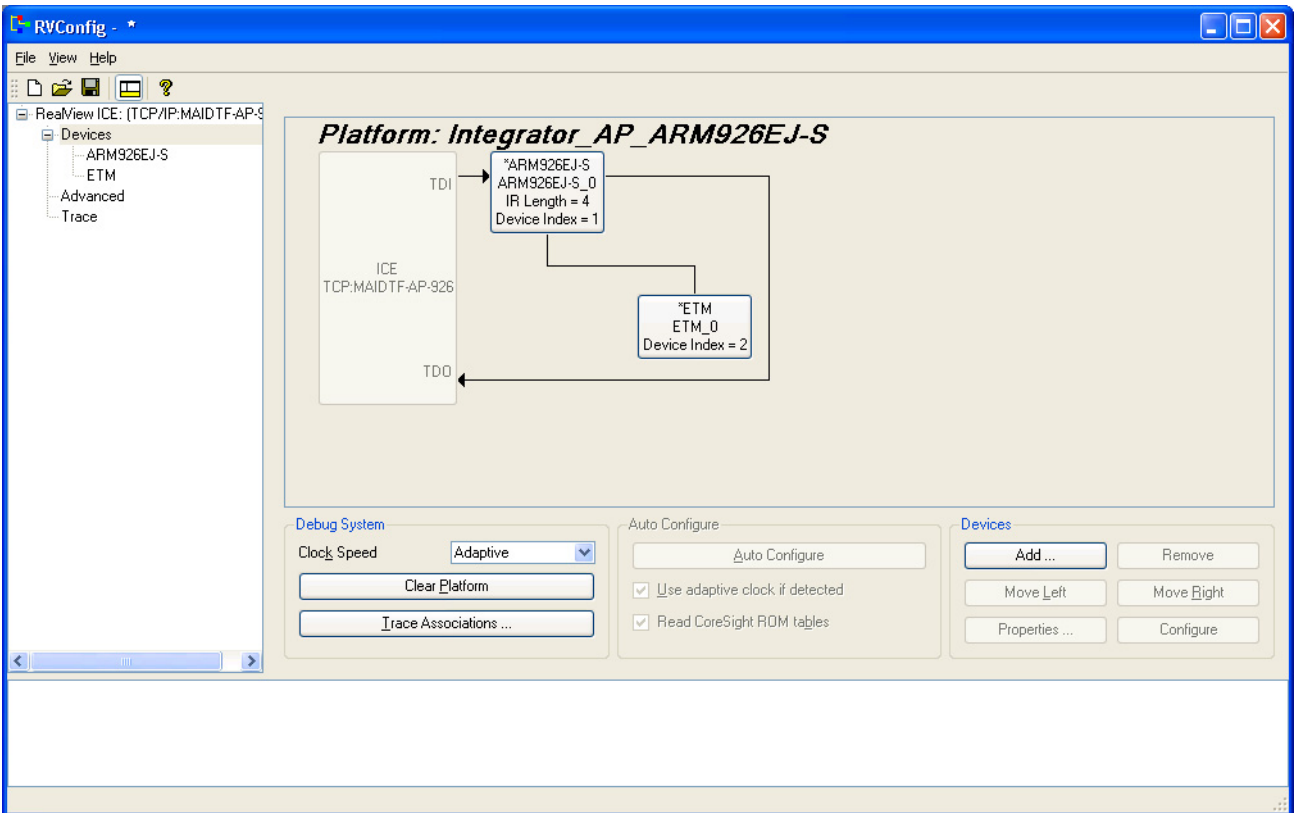 RVConfig - *
File View Help
RealView ICE: (TCP/IP:MAIDTF-AP-9
Devices
ARM926EJ-S
ETM
Advanced
Trace
Platform: Integrator_AP_ARM926EJ-S
TDI
*ARM926EJ-S
ARM926EJ-S_0
IR Length = 4
Device Index = 1
ICE
TCP:MAIDTF-AP-926
*ETM
ETM_0
Device Index = 2
TDO
Debug System
Clock Speed Adaptive
Clear Platform
Trace Associations ...
Auto Configure
Auto Configure
Use adaptive clock if detected
Read CoreSight ROM tables
Devices
Add ... Remove
Move Left Move Right
Properties ... Configure